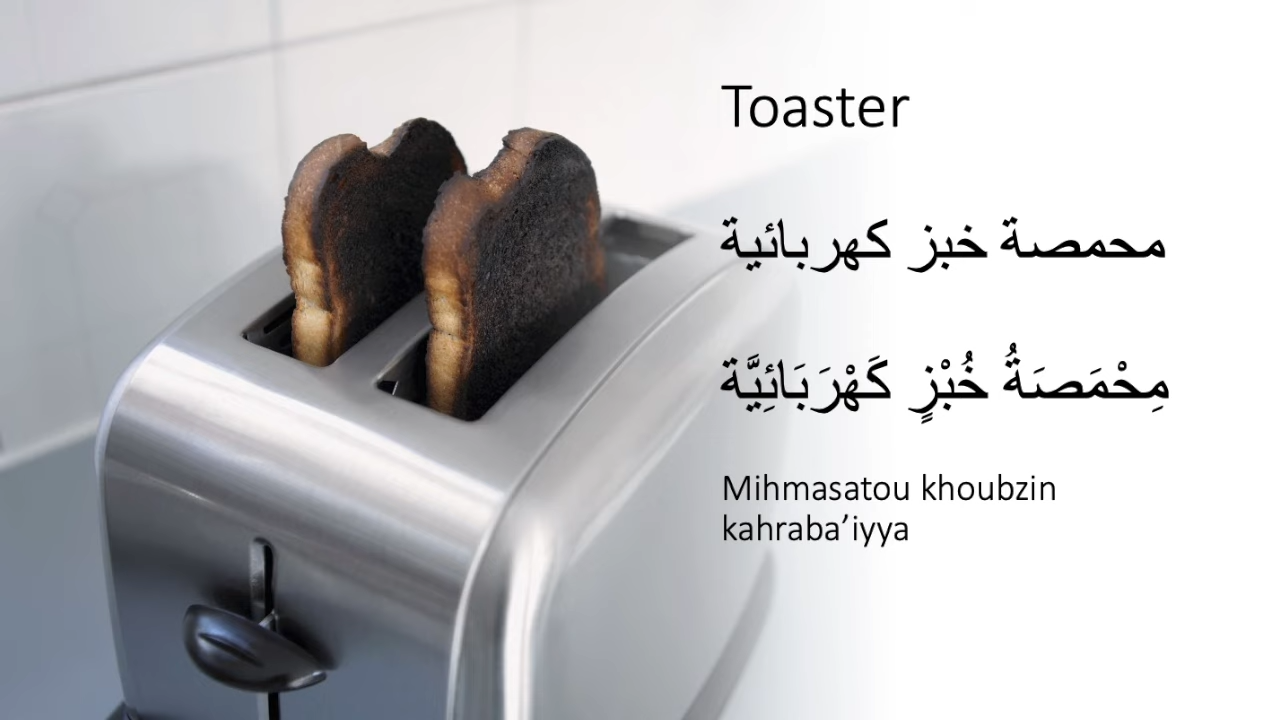 Toaster
محمصة خبز كهربائية
مِحْمَصَةُ خُبْزٍ كَهْرَبَائِيَّة
Mihmasatou khoubzin
kahraba’iyya